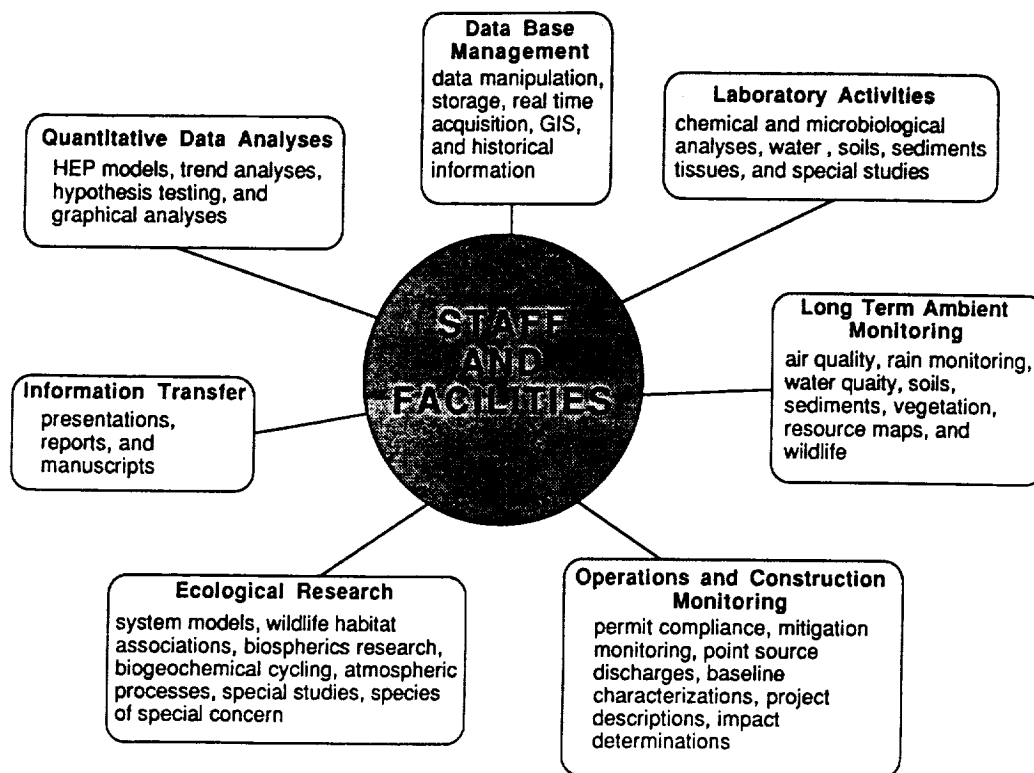 Data Base
Management
data manipulation,
storage, real time
acquisition, GIS,
and historical
information
Laboratory Activities
chemical and microbiological
analyses, water , soils, sediments
tissues, and special studies
Quantitative Data Analyses
HEP models, trend analyses,
hypothesis testing, and
graphical analyses
STAFF
AND
FACILITIES
Long Term Ambient
Monitoring
air quality, rain monitoring,
water quaity, soils,
sediments, vegetation,
resource maps, and
wildlife
Information Transfer
presentations,
reports, and
manuscripts
Ecological Research
system models, wildlife habitat
associations, biospherics research,
biogeochemical cycling, atmospheric
processes, special studies, species
of special concern
Operations and Construction
Monitoring
permit compliance, mitigation
monitoring, point source
discharges, baseline
characterizations, project
descriptions, impact
determinations